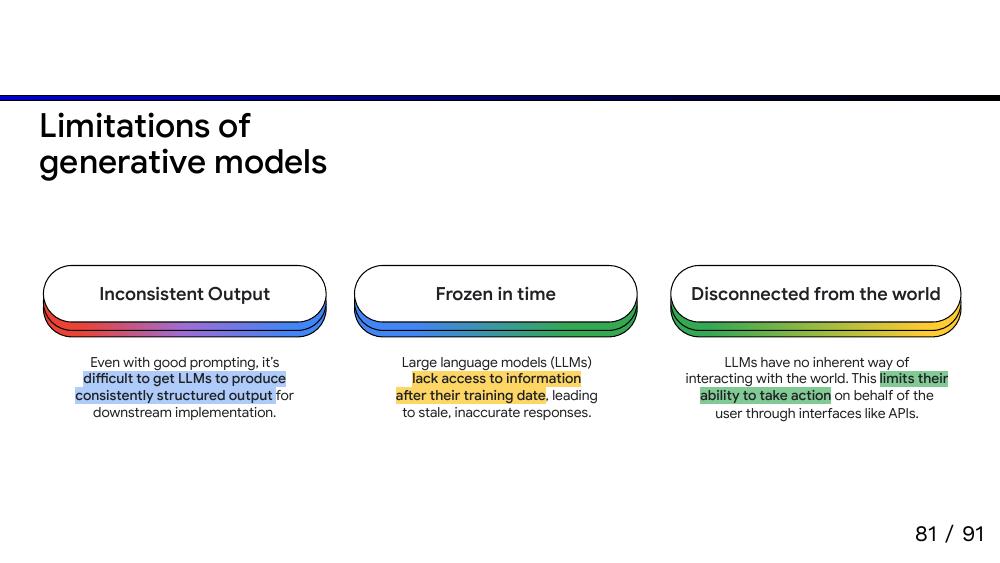 Limitations of
generative models
Inconsistent Output
Even with good prompting, it’s
difficult to get LLMs to produce
consistently structured output for
downstream implementation.
Frozen in time
Large language models (LLMs)
lack access to information
after their training date, leading
to stale, inaccurate responses.
Disconnected from the world
LLMs have no inherent way of
interacting with the world. This limits their
ability to take action on behalf of the
user through interfaces like APIs.
81 / 91